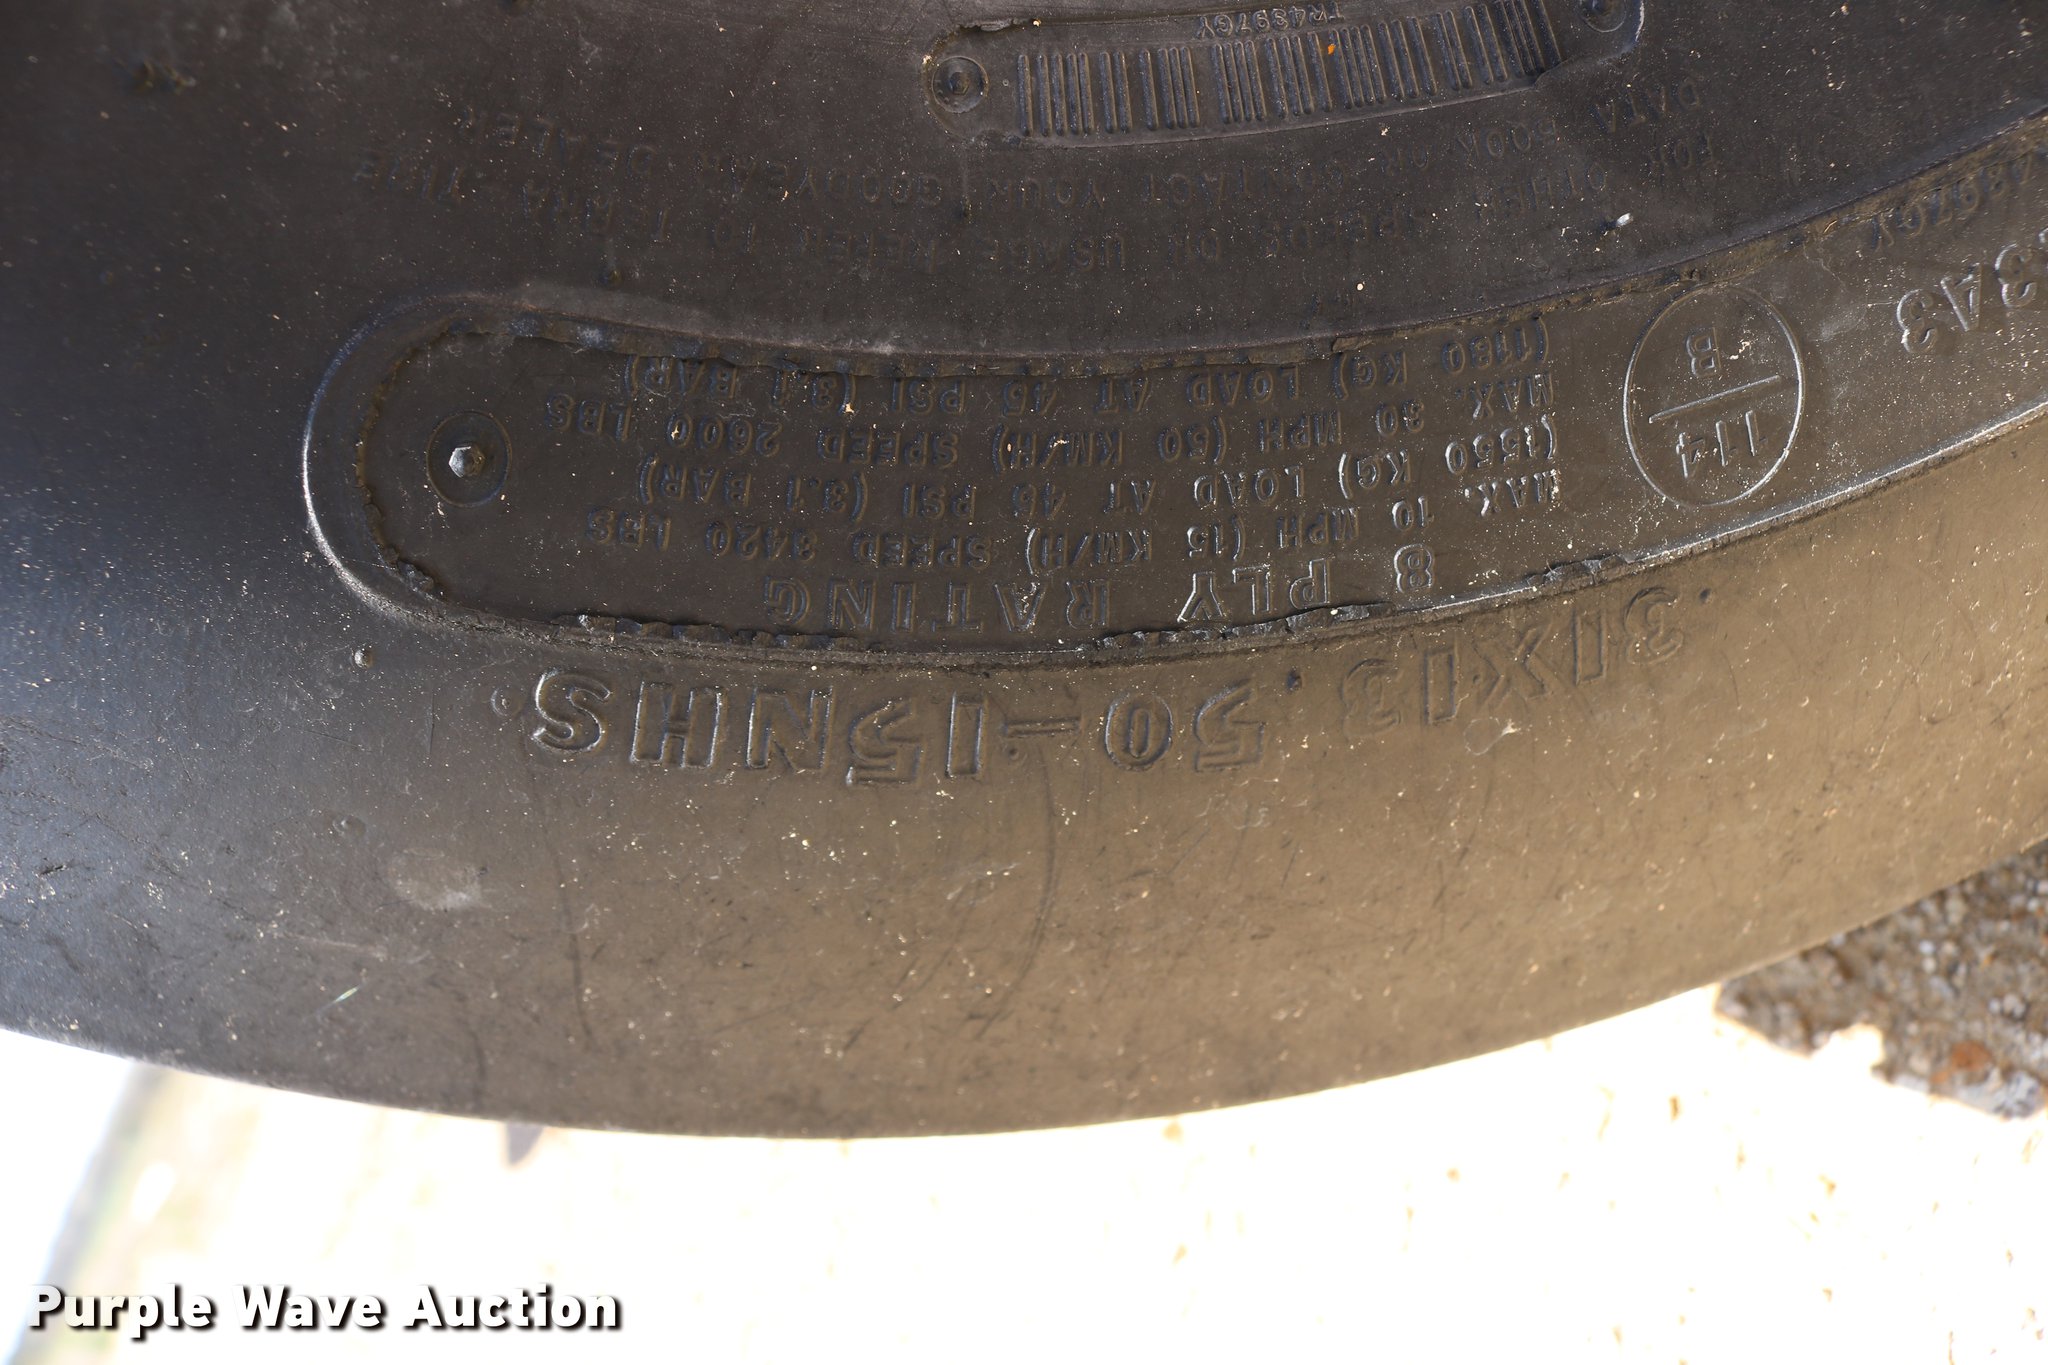 .31X13.50-15NHS.
8 PLY RATING
MAX. 10 MPH (15 KM/H) SPEED 3420 LBS
(1550 KG) LOAD AT 45 PSI (3.1 BAR)
MAX. 30 MPH (50 KM/H) SPEED 2600 LBS
(1180 KG) LOAD AT 45 PSI (3.1 BAR)
114
B
3A3
FOR OTHER SPEEDS OR USAGE REFER TO TERRA-TIRE
DATA BOOK OR CONTACT YOUR GOODYEAR DEALER
TR4397GY
Purple Wave Auction